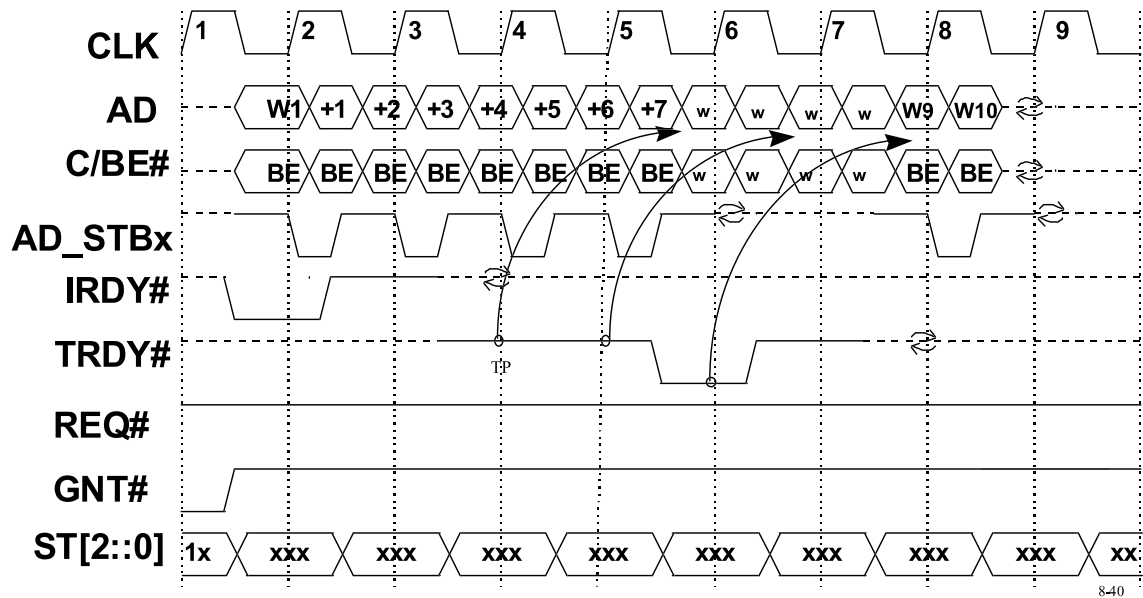 CLK 1 2 3 4 5 6 7 8 9
AD W1 +1 +2 +3 +4 +5 +6 +7 w w w w W9 W10
C/BE# BE BE BE BE BE BE BE BE w w w w BE BE
AD_STBx
IRDY#
TRDY#
TP
REQ#
GNT#
ST[2::0] 1x xxx xxx xxx xxx xxx xxx xxx xxx xx
8-40